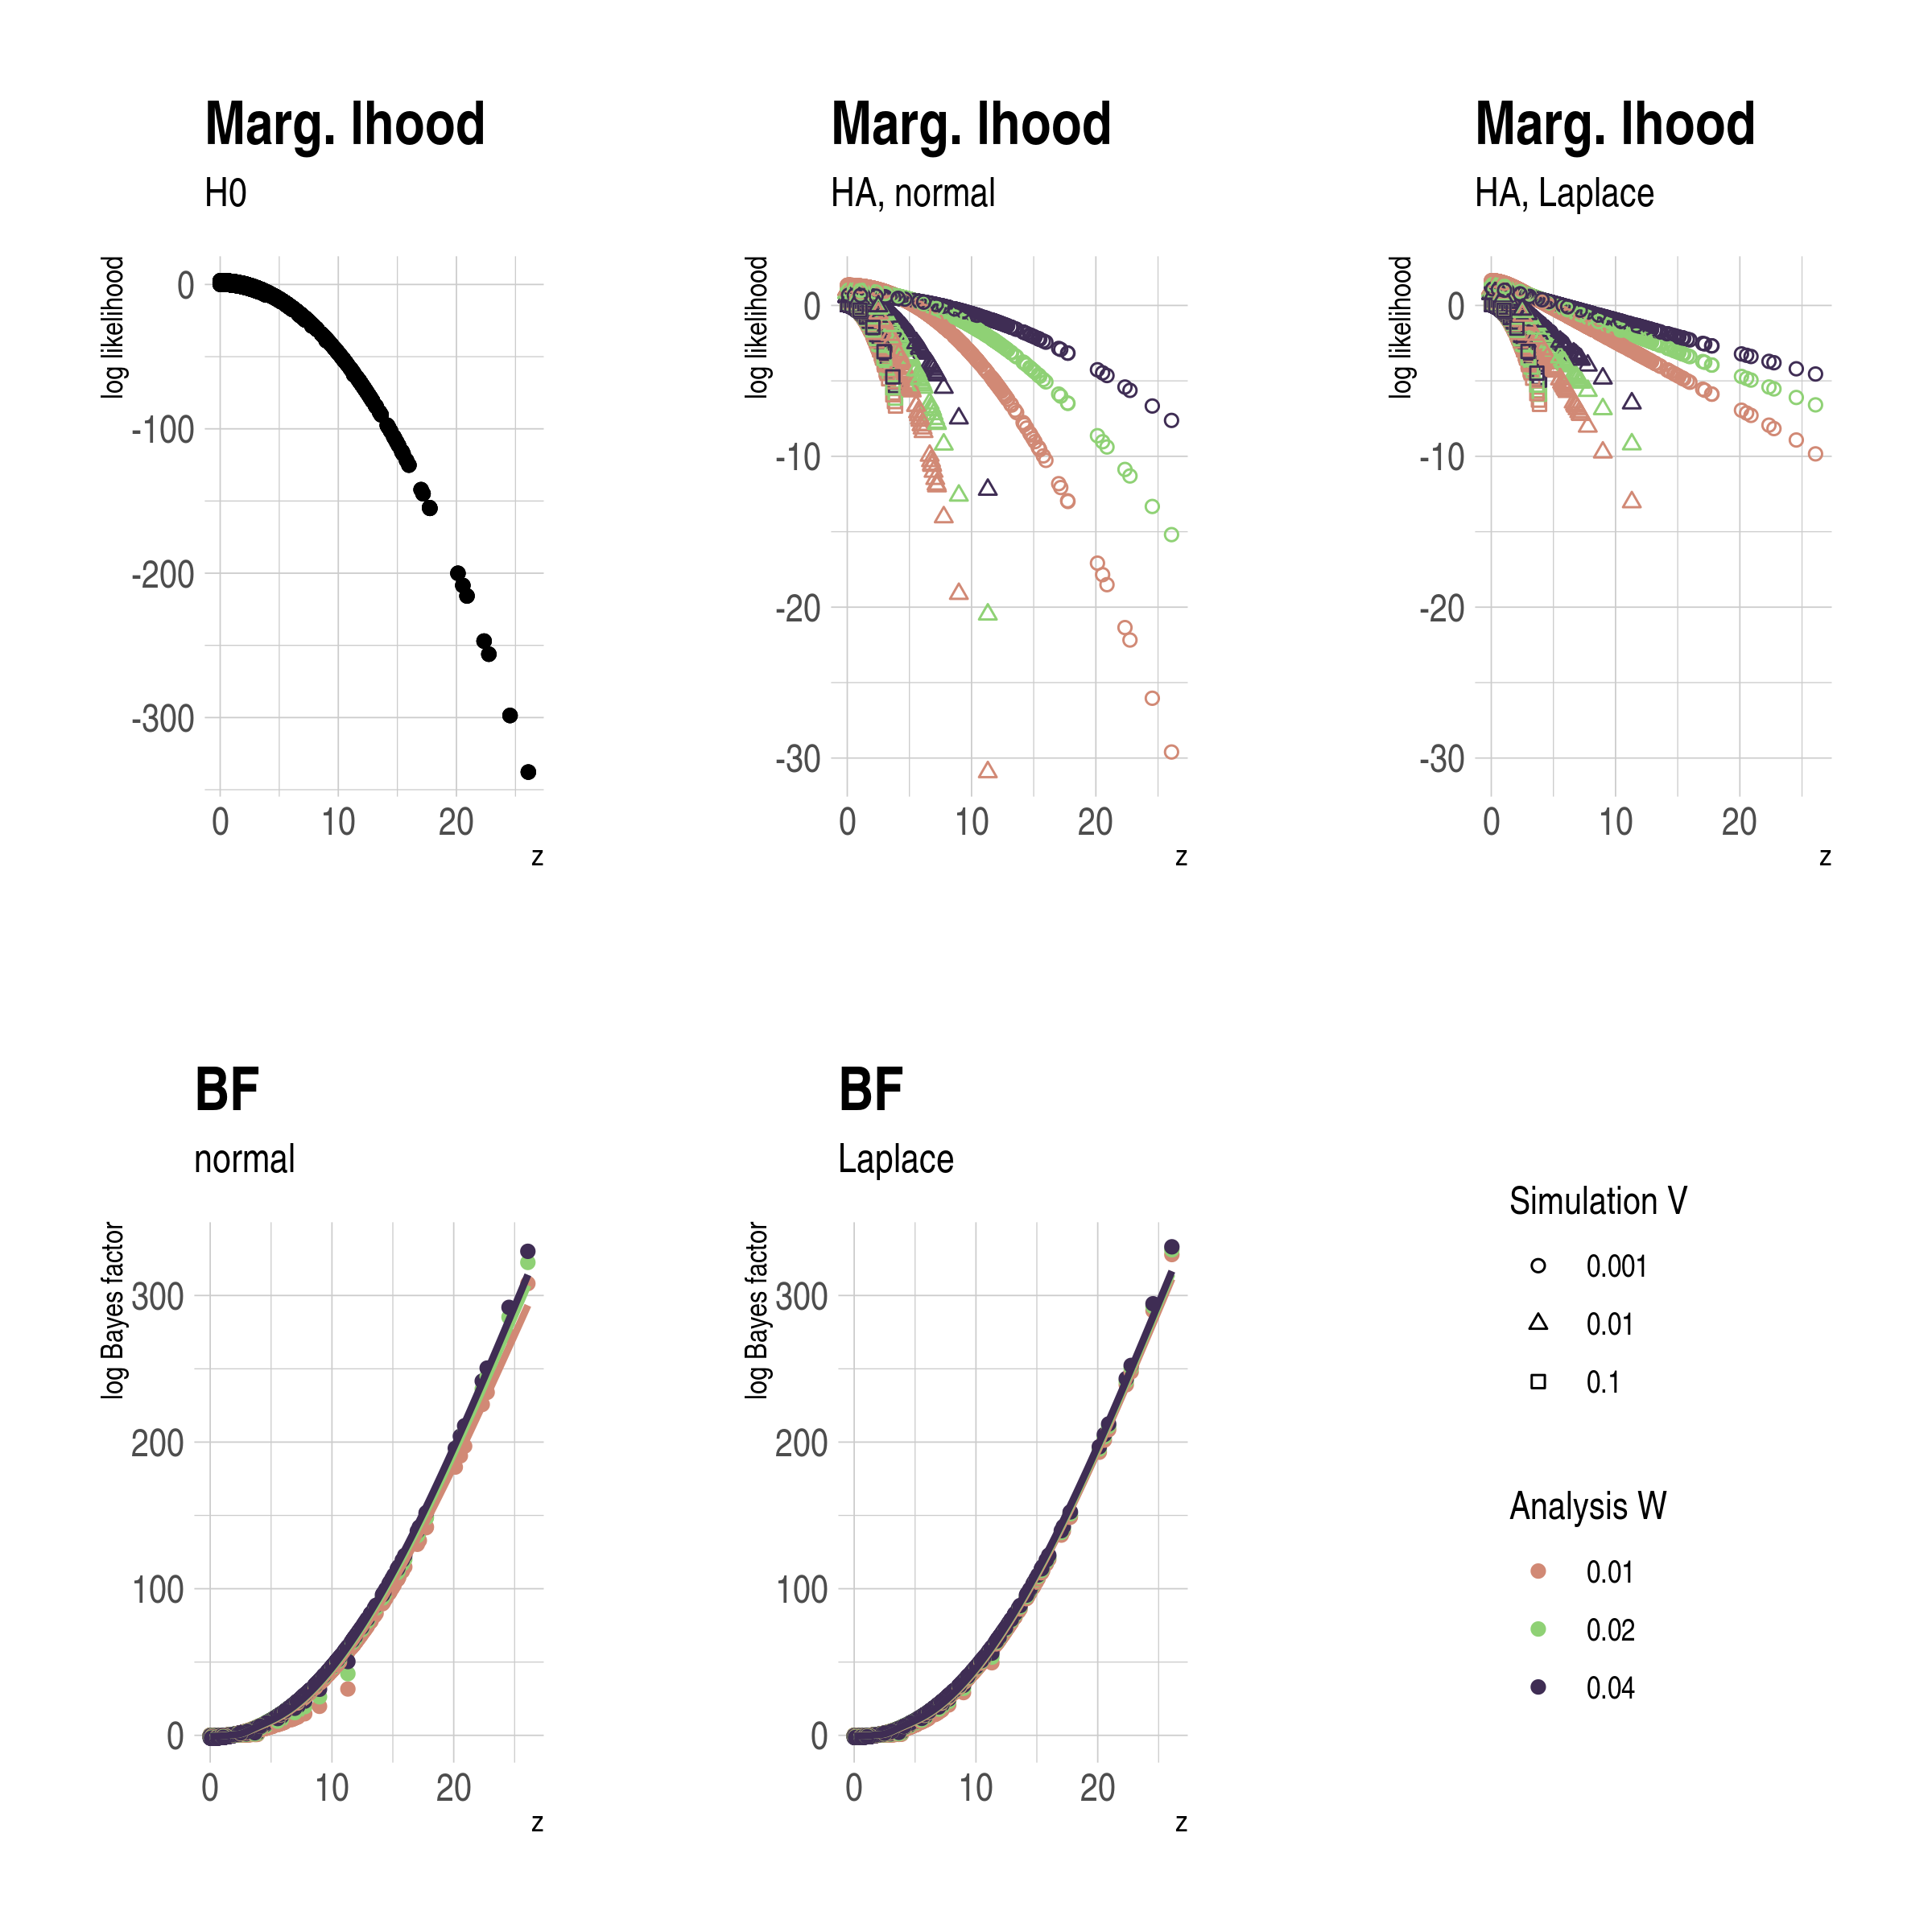 Marg. lhood
H0
log likelihood
0
-100
-200
-300
0 10 20
z
Marg. lhood
HA, normal
log likelihood
0
-10
-20
-30
0 10 20
z
Marg. lhood
HA, Laplace
log likelihood
0
-10
-20
-30
0 10 20
z
BF
normal
log Bayes factor
300
200
100
0
0 10 20
z
BF
Laplace
log Bayes factor
300
200
100
0
0 10 20
z
Simulation V
0.001
0.01
0.1
Analysis W
0.01
0.02
0.04